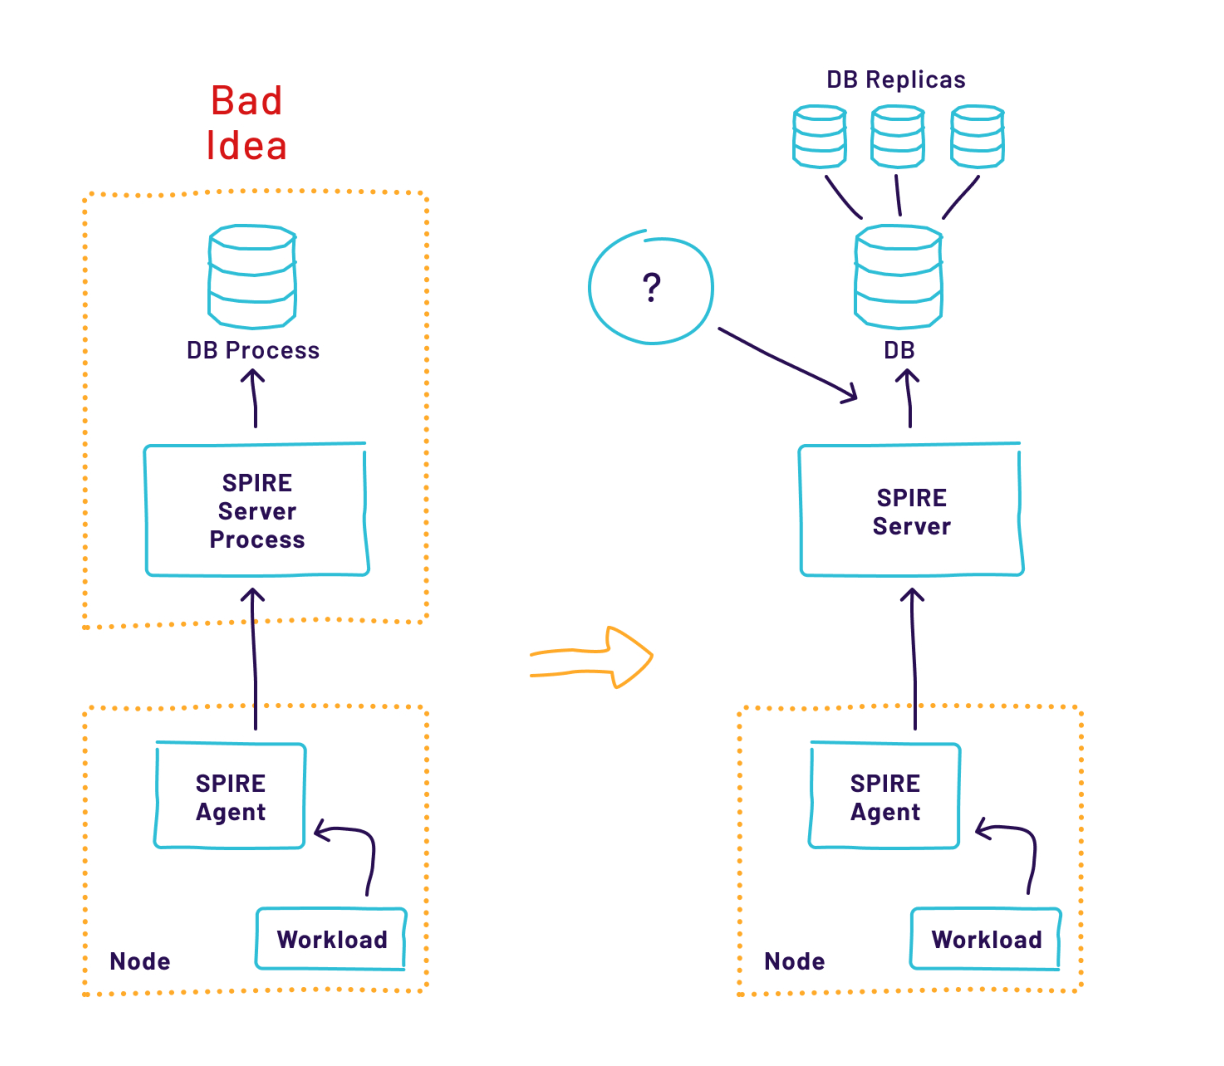 Bad
Idea
DB Process
SPIRE
Server
Process
SPIRE
Agent
Workload
Node
DB Replicas
?
DB
SPIRE
Server
SPIRE
Agent
Workload
Node